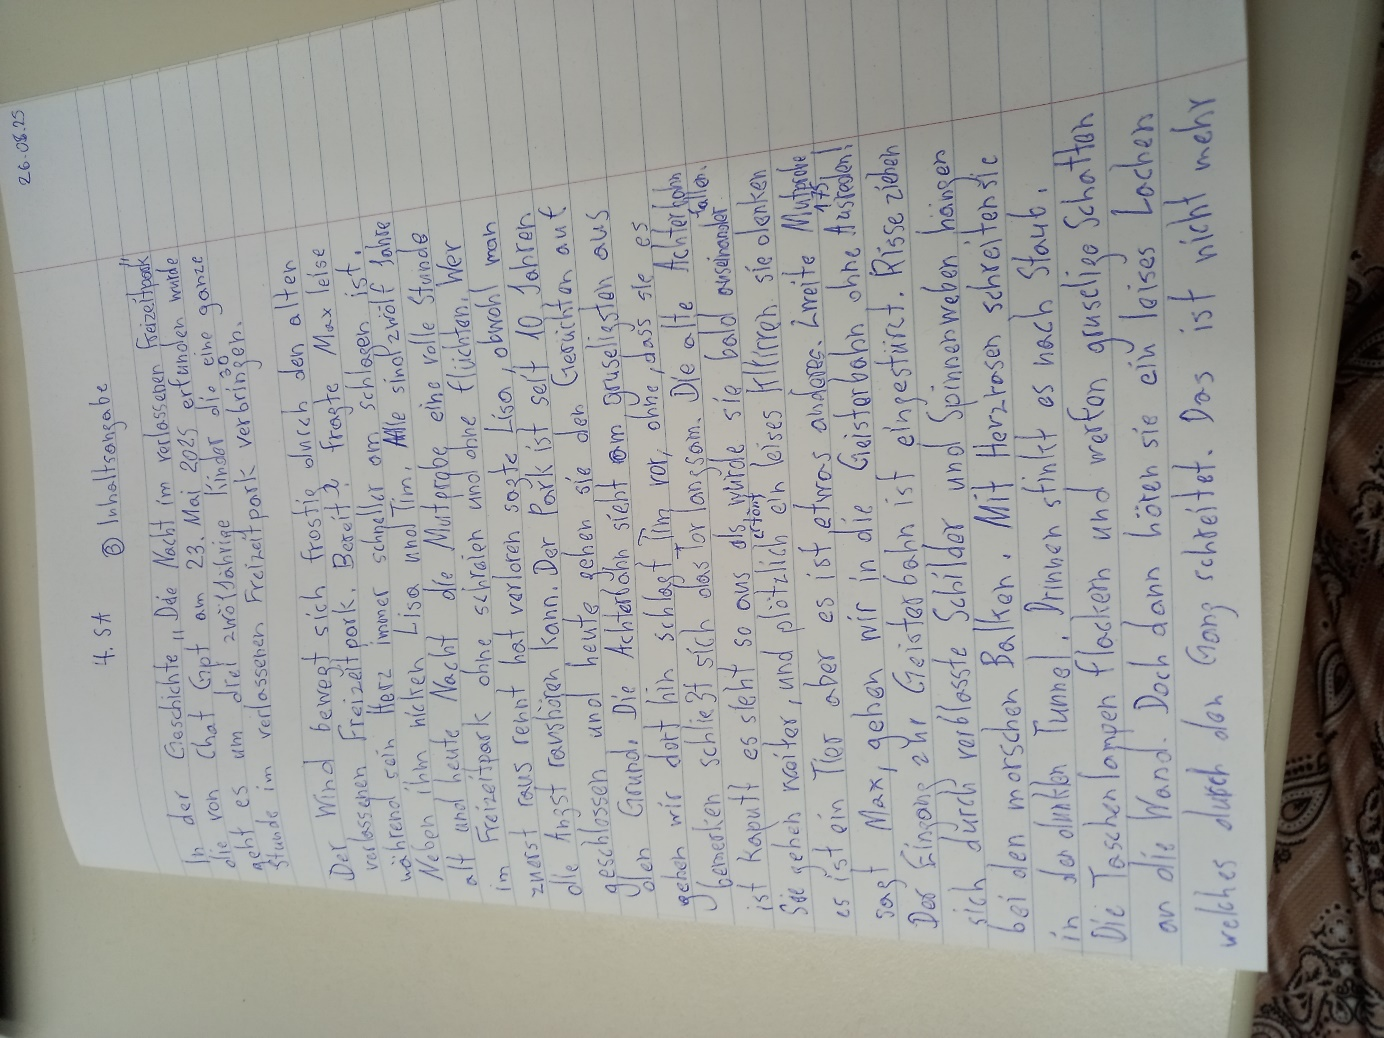 26.08.25
4. SA ③ Inhaltsangabe
In der Geschichte „Die Nacht im verlassenen Freizeitpark"
die von Chat Gpt am 23. Mai 2025 erfunden wurde
geht es um drei zwölfjährige Kinder die eine ganze
Stunde im verlassenen Freizeitpark verbringen.
Der Wind bewegt sich frostig durch den alten
verlassenen Freizeitpark. Bereit? fragte Max leise
während sein Herz immer schneller am schlagen ist.
Neben ihm nicken Lisa und Tim. Alle sind zwölf Jahre
alt und heute Nacht die Mutprobe eine volle Stunde
im Freizeitpark ohne schreien und ohne flüchten. Wer
zuerst raus rennt hat verloren sagte Lisa, obwohl man
die Angst raushören kann. Der Park ist seit 10 Jahren
geschlossen und heute gehen sie den Gerüchten auf
den Grund. Die Achterbahn sieht am gruseligsten aus
gehen wir dort hin schlägt Tim vor, ohne, dass sie es
bemerken schließt sich das Tor langsam. Die alte Achterbahn
ist kaputt es sieht so aus als würde sie bald auseinander fallen.
Sie gehen weiter, und plötzlich ertönt ein leises Klirren sie denken
es ist ein Tier aber es ist etwas anderes. Zweite Mutprobe
sagt Max, gehen wir in die Geisterbahn ohne Ausreden! 175
Der Eingang zur Geisterbahn ist eingestürzt. Risse ziehen
sich durch verblasste Schilder und Spinnenweben hängen
bei den morschen Balken. Mit Herzrasen schreiten sie
in den dunklen Tunnel. Drinnen stinkt es nach Staub.
Die Taschenlampen flackern und werfen gruselige Schatten
an die Wand. Doch dann hören sie ein leises Lachen
welches durch den Gang schreitet. Das ist nicht mehr